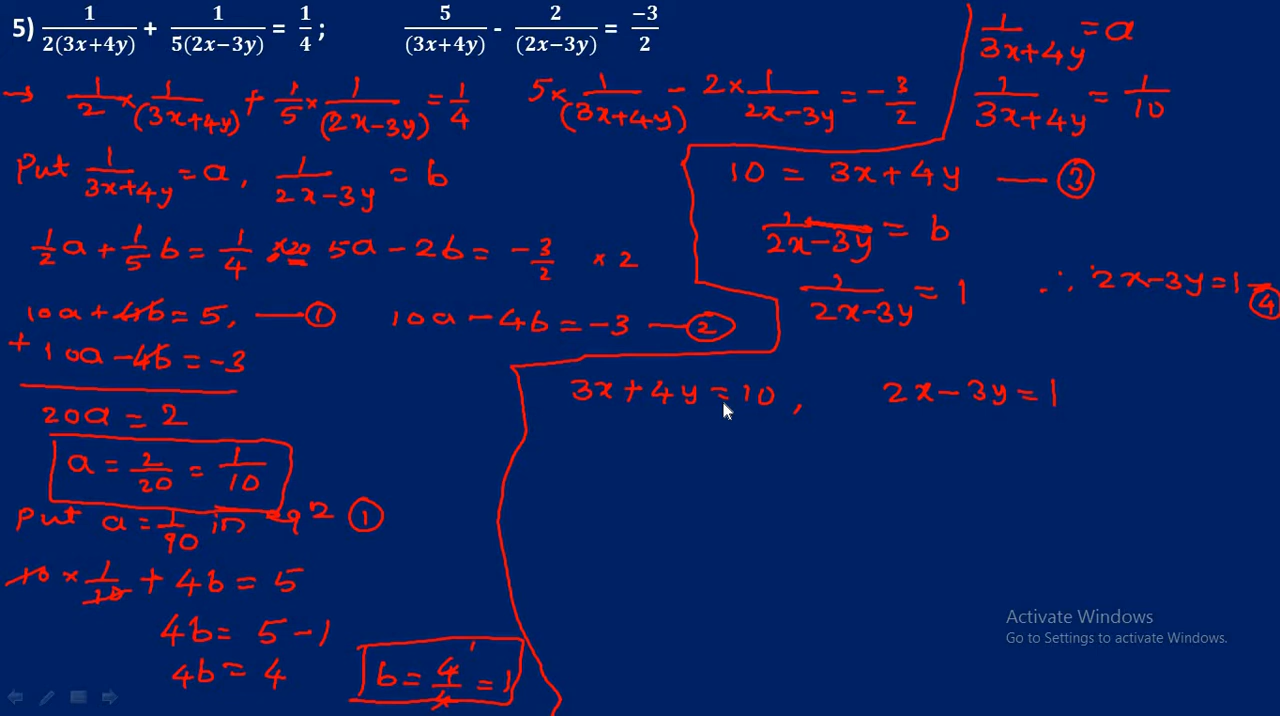 5) 1/2(3x+4y) + 1/5(2x−3y) = 1/4 ; 5/(3x+4y) - 2/(2x−3y) = −3/2
→ 1/2 × 1/(3x+4y) + 1/5 × 1/(2x−3y) = 1/4 5× 1/(3x+4y) − 2× 1/2x−3y = −3/2
Put 1/3x+4y = a, 1/2x−3y = b
1/2 a + 1/5 b = 1/4 ×20 5a − 2b = −3/2 × 2
10a + 4b = 5, —① 10a − 4b = −3 —②
+ 10a − 4b = −3
20a = 2
a = 2/20 = 1/10
Put a = 1/90 in eq 2 ①
10 × 1/10 + 4b = 5
4b = 5 − 1
4b = 4
b = 4/4 1 = 1
1/3x+4y = a
1/3x+4y = 1/10
10 = 3x + 4y — ③
1/2x−3y = b
1/2x−3y = 1 ∴ 2x−3y = 1 — ④
3x + 4y = 10 , 2x − 3y = 1
Activate Windows
Go to Settings to activate Windows.